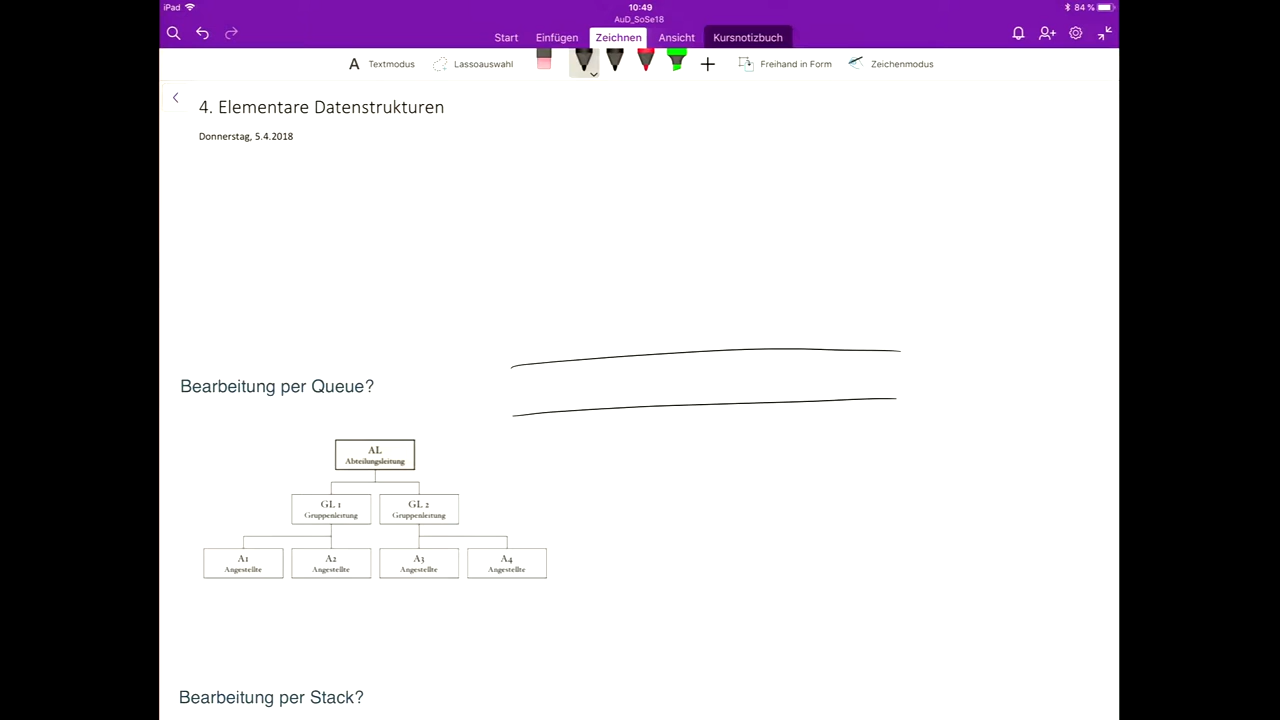 iPad 10:49 84 %
AuD_SoSe18
Start Einfügen Zeichnen Ansicht Kursnotizbuch
A Textmodus Lassoauswahl Freihand in Form Zeichenmodus
4. Elementare Datenstrukturen
Donnerstag, 5.4.2018
Bearbeitung per Queue?
AL
Abteilungsleitung
GL 1 GL 2
Gruppenleitung Gruppenleitung
A1 A2 A3 A4
Angestellte Angestellte Angestellte Angestellte
Bearbeitung per Stack?